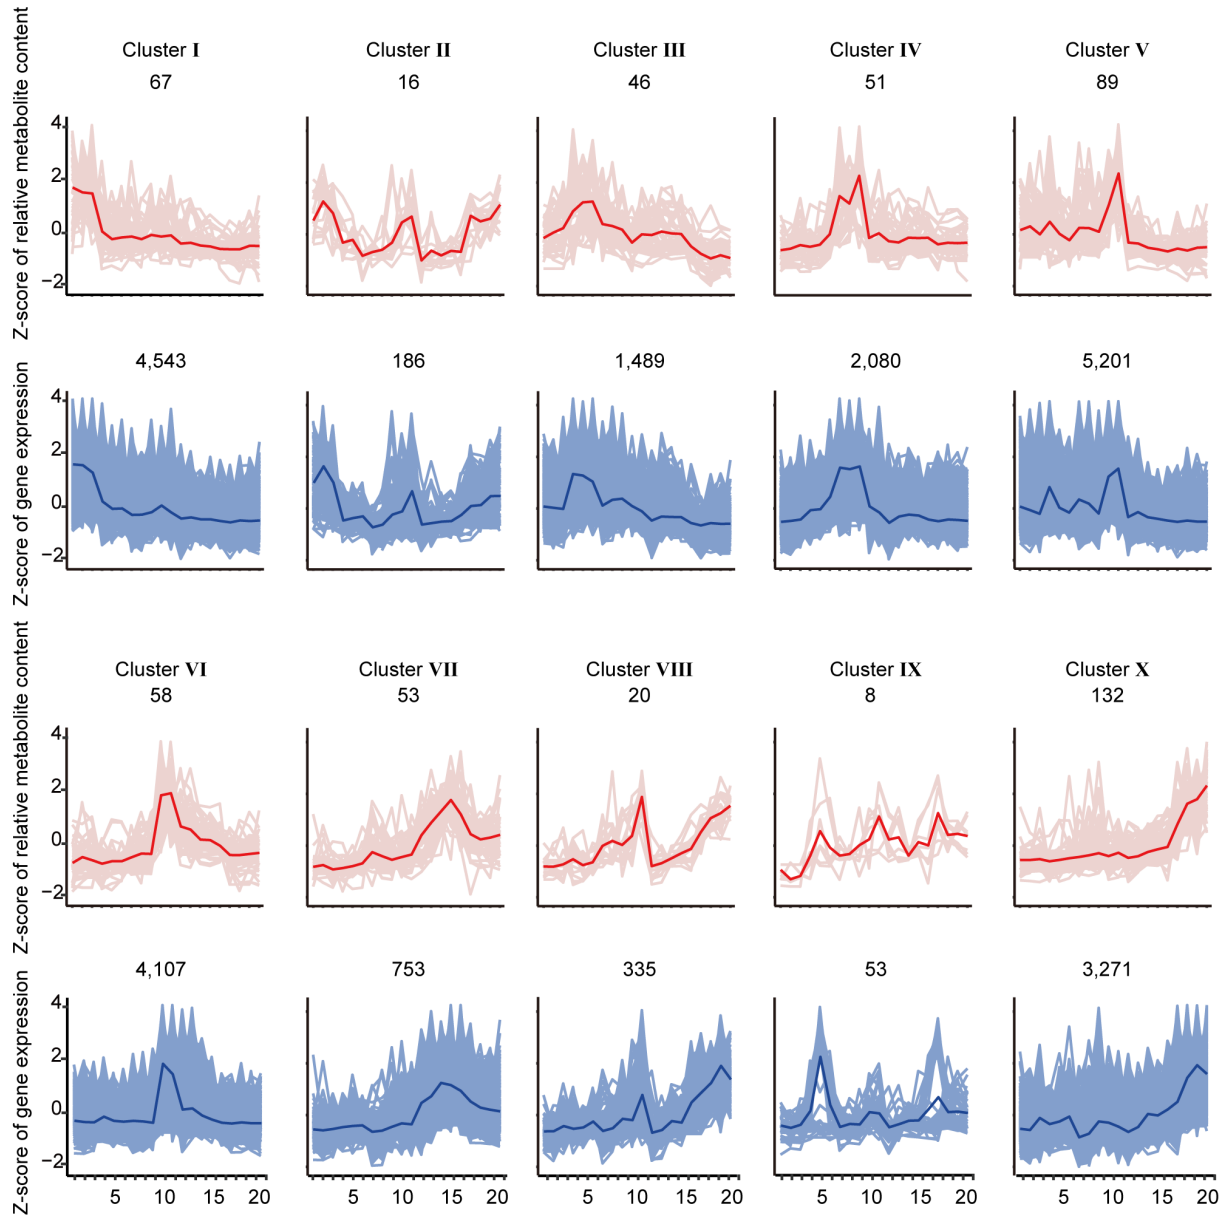 Z-score of relative metabolite content
Cluster I
Cluster II
Cluster III
Cluster IV
Cluster V
67
16
46
51
89
4
2
0
−2
Z-score of gene expression
4,543
186
1,489
2,080
5,201
4
2
0
−2
Z-score of relative metabolite content
Cluster VI
Cluster VII
Cluster VIII
Cluster IX
Cluster X
58
53
20
8
132
4
2
0
−2
Z-score of gene expression
4,107
753
335
53
3,271
4
2
0
−2
5 10 15 20
5 10 15 20
5 10 15 20
5 10 15 20
5 10 15 20